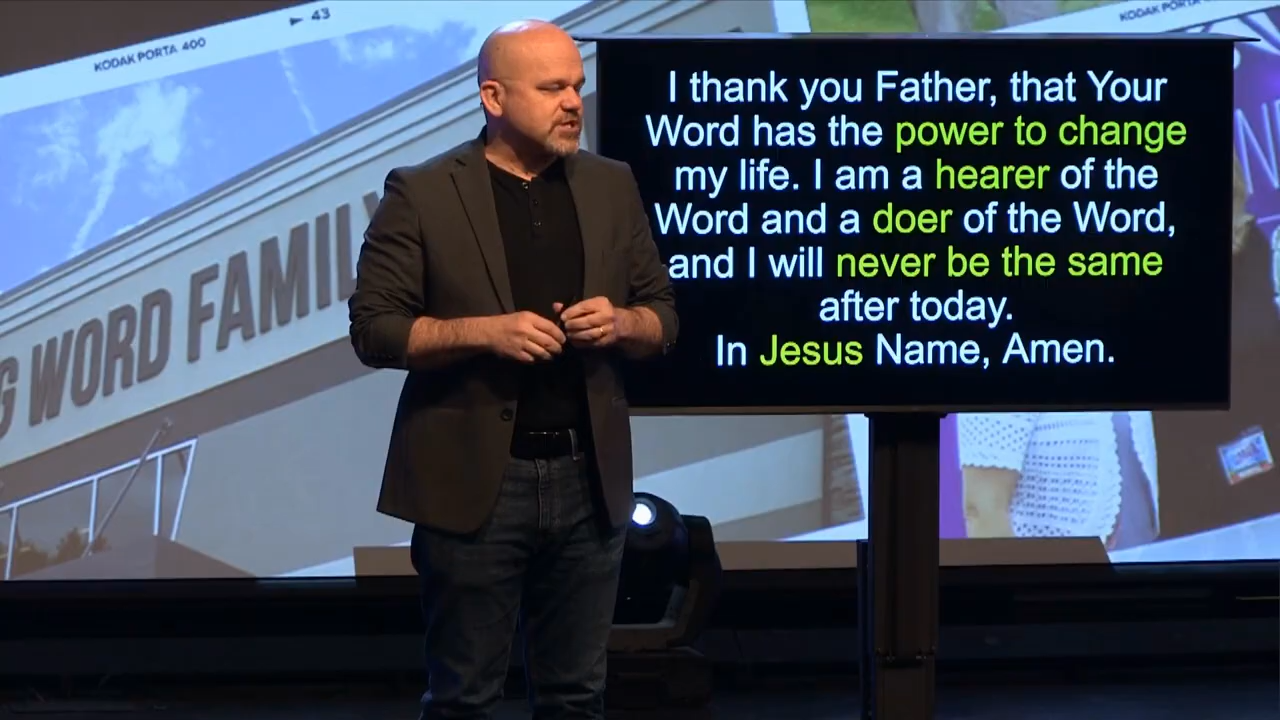 KODAK PORTA 400
43
KODAK PORTA
WORD FAMILY
I thank you Father, that Your
Word has the power to change
my life. I am a hearer of the
Word and a doer of the Word,
and I will never be the same
after today.
In Jesus Name, Amen.